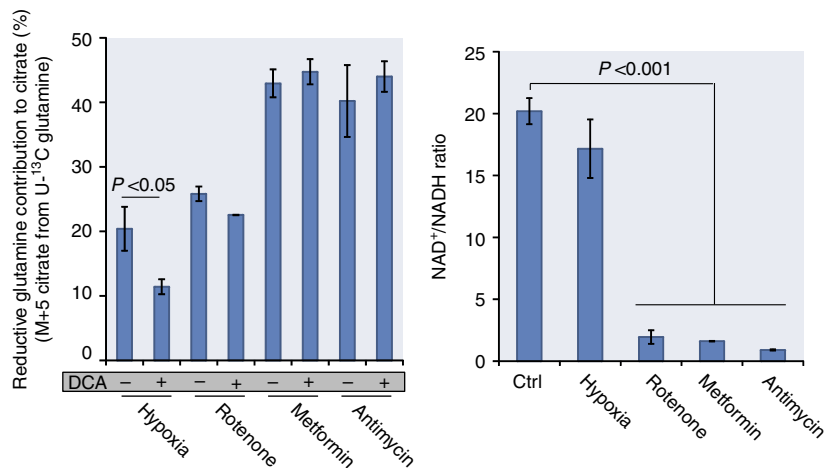 Reductive glutamine contribution to citrate (%)
(M+5 citrate from U-¹³C glutamine)
50
40
30
20
10
0
P <0.05
DCA – + – + – + – +
Hypoxia
Rotenone
Metformin
Antimycin
NAD⁺/NADH ratio
25
20
15
10
5
0
P <0.001
Ctrl
Hypoxia
Rotenone
Metformin
Antimycin